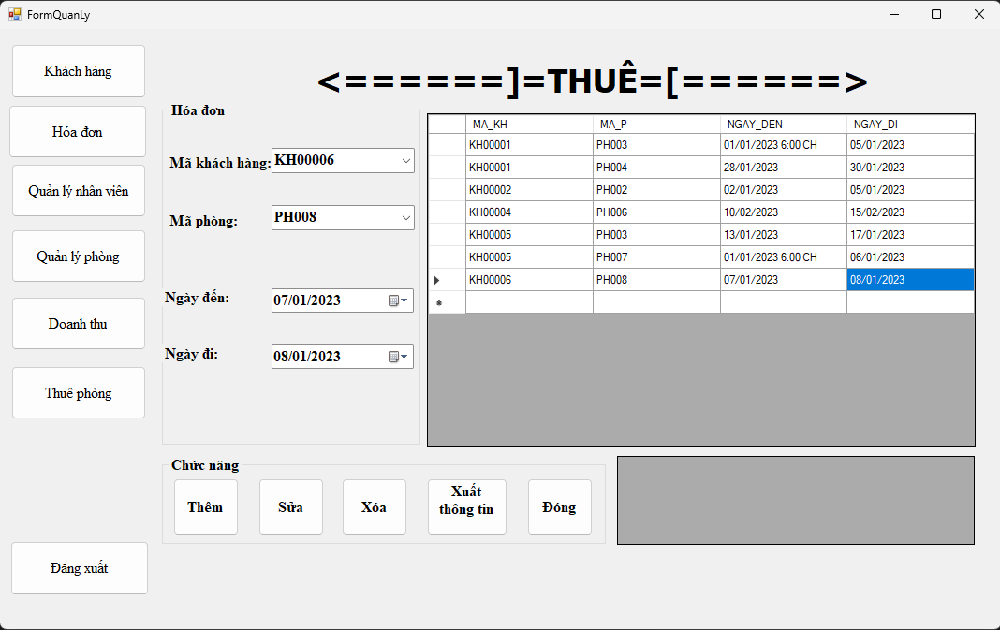 FormQuanLy
Khách hàng
Hóa đơn
Quản lý nhân viên
Quản lý phòng
Doanh thu
Thuê phòng
Đăng xuất
<======]=THUÊ=[======>
Hóa đơn
Mã khách hàng: KH00006
Mã phòng: PH008
Ngày đến: 07/01/2023
Ngày đi: 08/01/2023
MA_KH MA_P NGAY_DEN NGAY_DI
KH00001 PH003 01/01/2023 6:00 CH 05/01/2023
KH00001 PH004 28/01/2023 30/01/2023
KH00002 PH002 02/01/2023 05/01/2023
KH00004 PH006 10/02/2023 15/02/2023
KH00005 PH003 13/01/2023 17/01/2023
KH00005 PH007 01/01/2023 6:00 CH 06/01/2023
KH00006 PH008 07/01/2023 08/01/2023
Chức năng
Thêm
Sửa
Xóa
Xuất
thông tin
Đóng